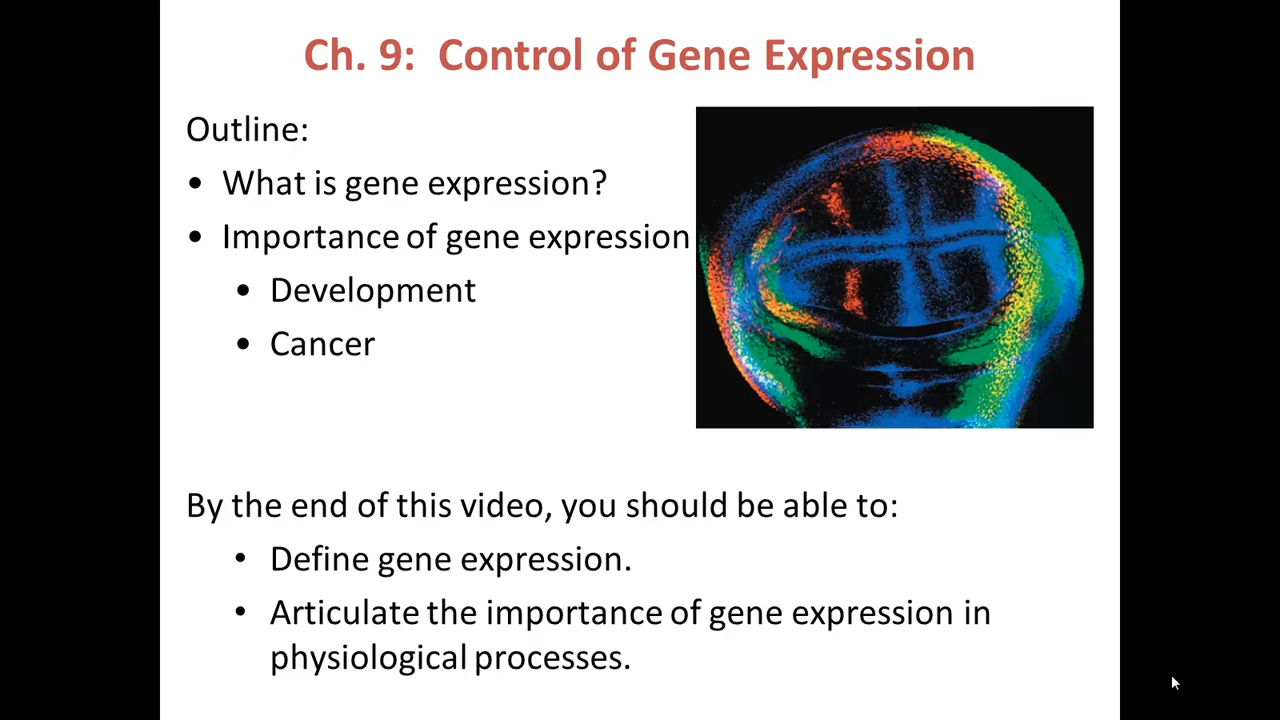 Ch. 9:  Control of Gene Expression
Outline:
• What is gene expression?
• Importance of gene expression
• Development
• Cancer
By the end of this video, you should be able to:
• Define gene expression.
• Articulate the importance of gene expression in
physiological processes.